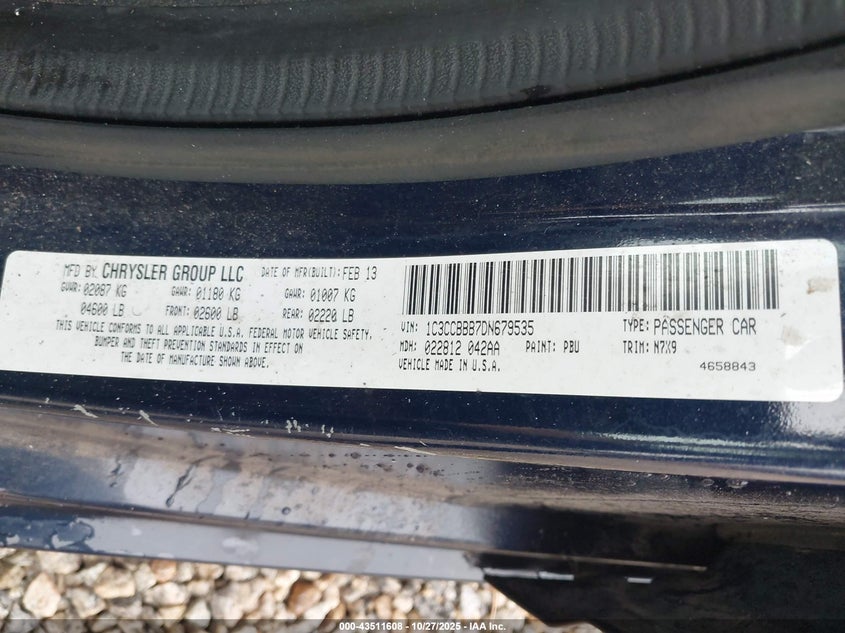 MFD BY: CHRYSLER GROUP LLC DATE OF MFR(BUILT): FEB 13
GVWR: 02087 KG GAWR: 01180 KG GAWR: 01007 KG
04600 LB FRONT: 02600 LB REAR: 02220 LB
THIS VEHICLE CONFORMS TO ALL APPLICABLE U.S.A. FEDERAL MOTOR VEHICLE SAFETY,
BUMPER AND THEFT PREVENTION STANDARDS IN EFFECT ON
THE DATE OF MANUFACTURE SHOWN ABOVE.
VIN: 1C3CCBBB7DN679535 TYPE: PASSENGER CAR
MDH: 022812 042AA PAINT: PBU TRIM: N7X9
VEHICLE MADE IN U.S.A. 4658843
000-43511608 - 10/27/2025 - IAA Inc.